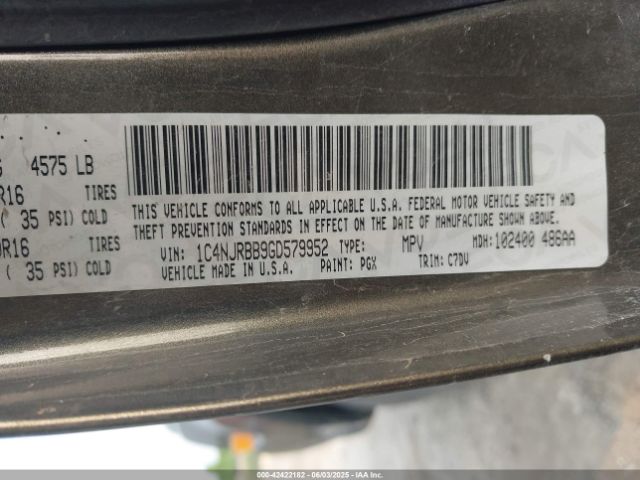 4575 LB
R16 TIRES
( 35 PSI) COLD
R16 TIRES
( 35 PSI) COLD
THIS VEHICLE CONFORMS TO ALL APPLICABLE U.S.A. FEDERAL MOTOR VEHICLE SAFETY AND
THEFT PREVENTION STANDARDS IN EFFECT ON THE DATE OF MANUFACTURE SHOWN ABOVE
VIN: 1C4NJRBB9GD579952 TYPE: MPV MDH: 102400 486AA
VEHICLE MADE IN U.S.A. PAINT: PGX TRIM: C7DV
000-42422182 - 06/03/2025 - IAA Inc. Copyright